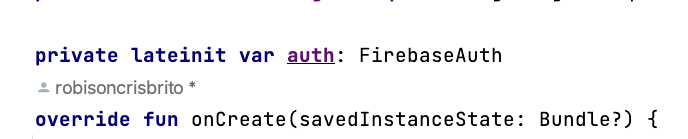 private lateinit var auth: FirebaseAuth
robisoncrisbrito *
override fun onCreate(savedInstanceState: Bundle?) {